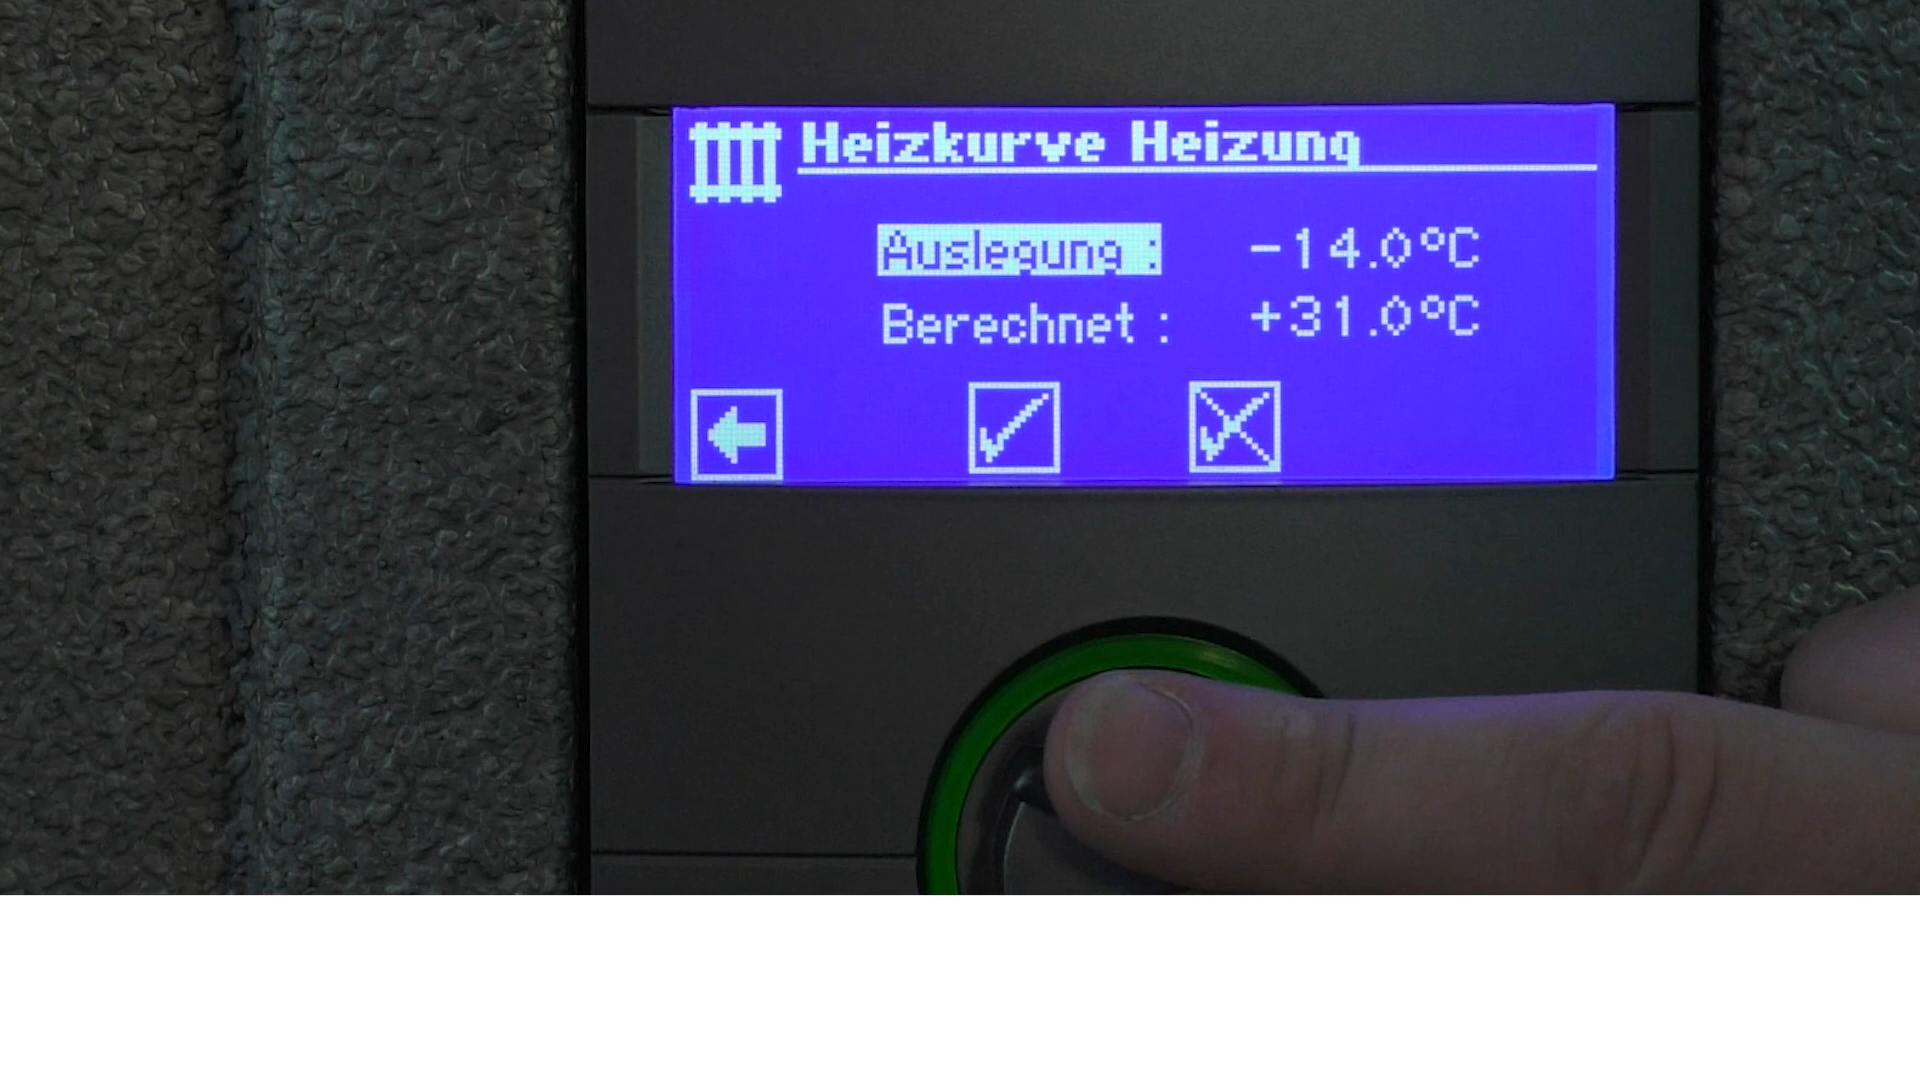 Heizkurve Heizung
Auslegung : -14.0°C
Berechnet : +31.0°C